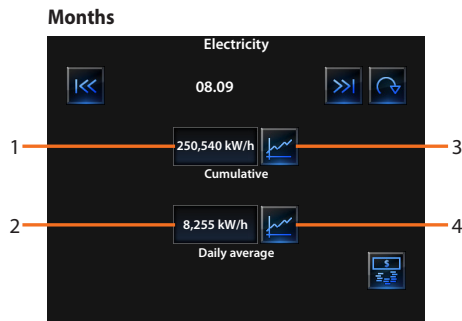 Months
Electricity
08.09
1
250,540 kW/h
3
Cumulative
2
8,255 kW/h
4
Daily average
$